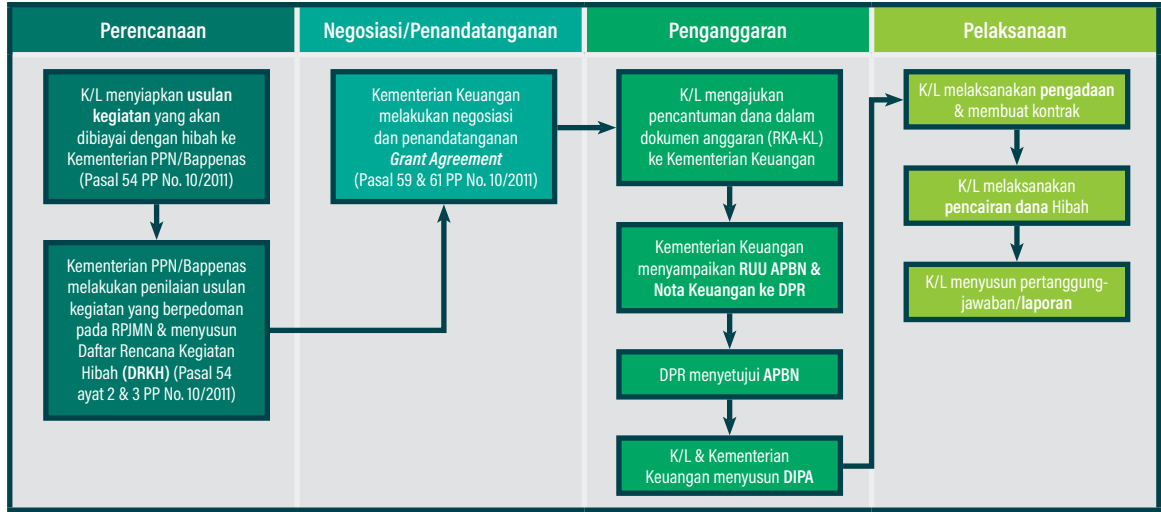 Perencanaan
K/L menyiapkan usulan
kegiatan yang akan
dibiayai dengan hibah ke
Kementerian PPN/Bappenas
(Pasal 54 PP No. 10/2011)
Kementerian PPN/Bappenas
melakukan penilaian usulan
kegiatan yang berpedoman
pada RPJMN & menyusun
Daftar Rencana Kegiatan
Hibah (DRKH) (Pasal 54
ayat 2 & 3 PP No. 10/2011)
Negosiasi/Penandatanganan
Kementerian Keuangan
melakukan negosiasi
dan penandatanganan
Grant Agreement
(Pasal 59 & 61 PP No. 10/2011)
Penganggaran
K/L mengajukan
pencantuman dana dalam
dokumen anggaran (RKA-KL)
ke Kementerian Keuangan
Kementerian Keuangan
menyampaikan RUU APBN &
Nota Keuangan ke DPR
DPR menyetujui APBN
K/L & Kementerian
Keuangan menyusun DIPA
Pelaksanaan
K/L melaksanakan pengadaan
& membuat kontrak
K/L melaksanakan
pencairan dana Hibah
K/L menyusun pertanggung-
jawaban/laporan